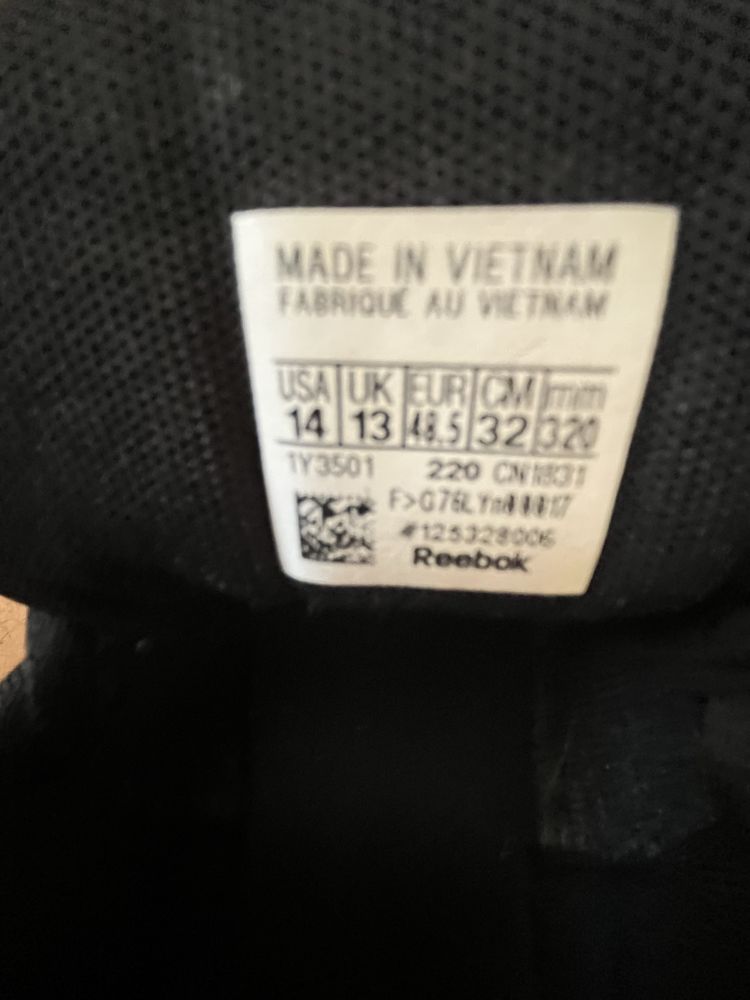 MADE IN VIETNAM
FABRIQUÉ AU VIETNAM
USA UK EUR CM mm
14 13 48.5 32 320
1Y3501 220 CN1831
#125328006
Reebok